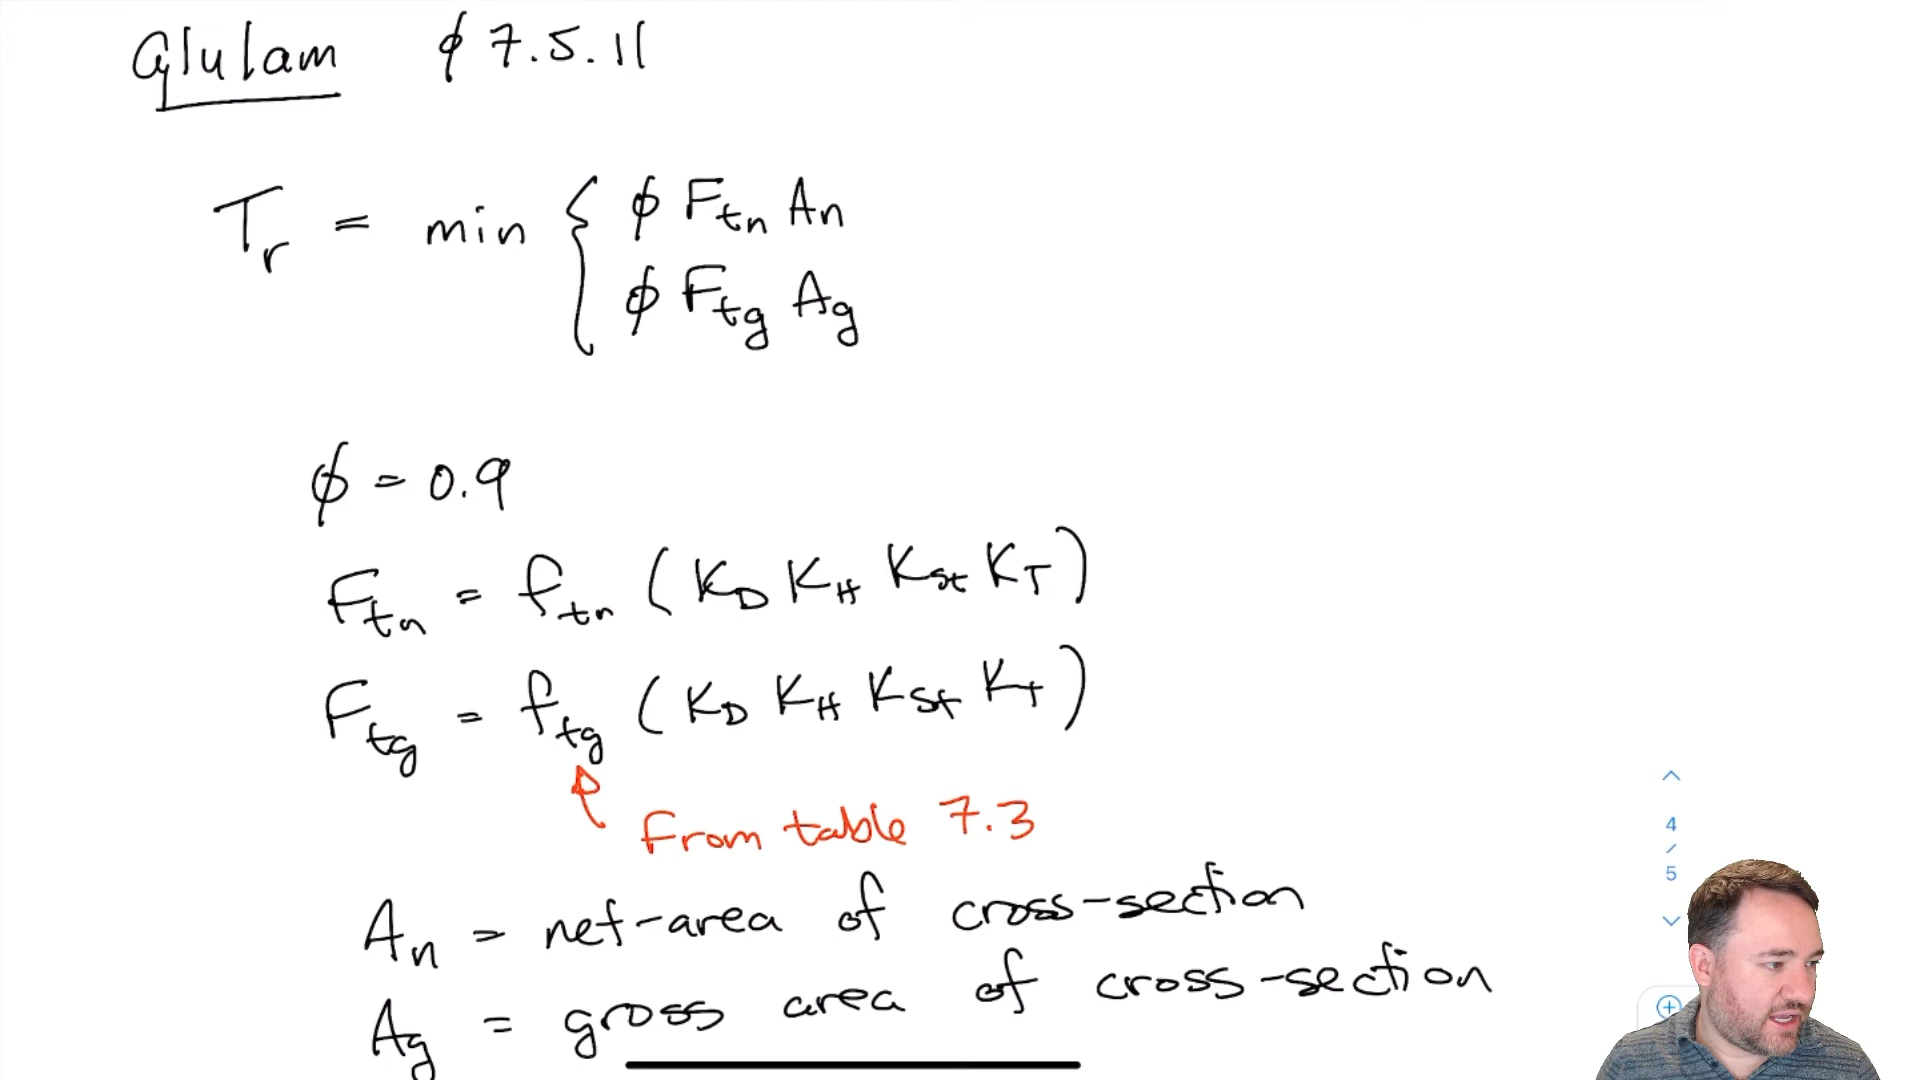 Glulam § 7.5.11
Tr = min { ϕ Ftn An
ϕ Ftg Ag
ϕ = 0.9
Ftn = ftn (KD KH KSt KT)
Ftg = ftg (KD KH KSt KT)
From table 7.3
An = net-area of cross-section
Ag = gross area of cross-section
4
/
5